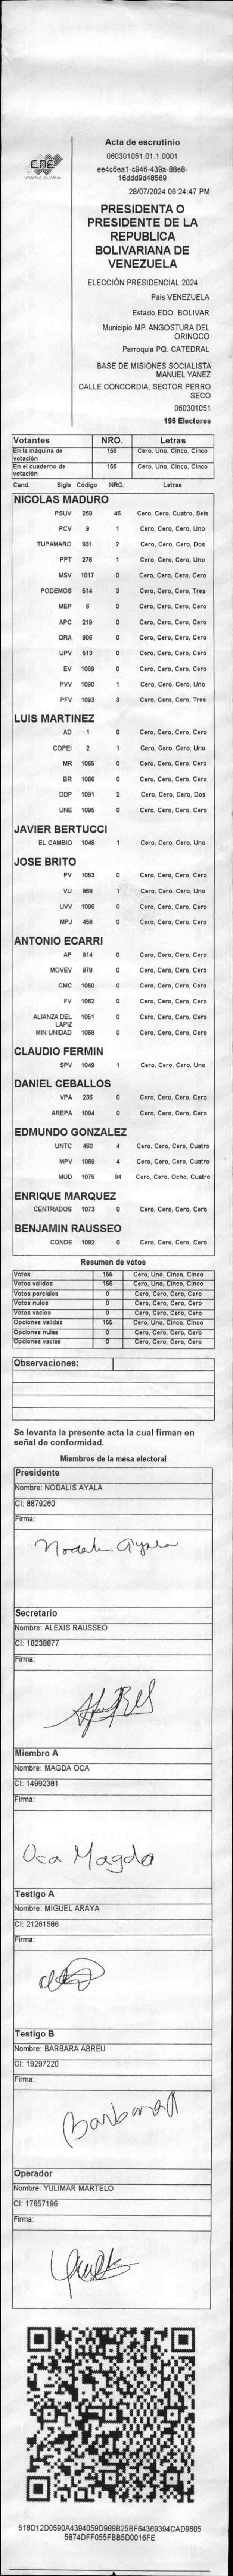 CNE
Acta de escrutinio
060301051.01.1.0001
28/07/2024 06:24:47 PM
PRESIDENTA O
PRESIDENTE DE LA
REPUBLICA
BOLIVARIANA DE
VENEZUELA
ELECCIÓN PRESIDENCIAL 2024
Pais VENEZUELA
Estado EDO. BOLIVAR
Municipio MP. ANGOSTURA DEL
ORINOCO
Parroquia PQ. CATEDRAL
BASE DE MISIONES SOCIALISTA
MANUEL YANEZ
CALLE CONCORDIA, SECTOR PERRO
SECO
060301051
196 Electores
Votantes NRO. Letras
En la máquina de votación 155 Cero, Uno, Cinco, Cinco
En el cuaderno de votación 155 Cero, Uno, Cinco, Cinco
Cand. Sigla Código NRO. Letras
NICOLAS MADURO
PSUV 269 46 Cero, Cero, Cuatro, Seis
PCV 9 1 Cero, Cero, Cero, Uno
TUPAMARO 931 2 Cero, Cero, Cero, Dos
PPT 276 1 Cero, Cero, Cero, Uno
MSV 1017 0 Cero, Cero, Cero, Cero
PODEMOS 514 3 Cero, Cero, Cero, Tres
MEP 6 0 Cero, Cero, Cero, Cero
APC 219 0 Cero, Cero, Cero, Cero
ORA 906 0 Cero, Cero, Cero, Cero
UPV 513 0 Cero, Cero, Cero, Cero
EV 1089 0 Cero, Cero, Cero, Cero
PVV 1090 1 Cero, Cero, Cero, Uno
PFV 1093 3 Cero, Cero, Cero, Tres
LUIS MARTINEZ
AD 1 0 Cero, Cero, Cero, Cero
COPEI 2 1 Cero, Cero, Cero, Uno
MR 1065 0 Cero, Cero, Cero, Cero
BR 1066 0 Cero, Cero, Cero, Cero
DDP 1091 2 Cero, Cero, Cero, Dos
UNE 1095 0 Cero, Cero, Cero, Cero
JAVIER BERTUCCI
EL CAMBIO 1048 1 Cero, Cero, Cero, Uno
JOSE BRITO
PV 1053 0 Cero, Cero, Cero, Cero
VU 868 1 Cero, Cero, Cero, Uno
UVV 1096 0 Cero, Cero, Cero, Cero
MPJ 458 0 Cero, Cero, Cero, Cero
ANTONIO ECARRI
AP 814 0 Cero, Cero, Cero, Cero
MOVEV 878 0 Cero, Cero, Cero, Cero
CMC 1050 0 Cero, Cero, Cero, Cero
FV 1062 0 Cero, Cero, Cero, Cero
ALIANZA DEL LAPIZ 1051 0 Cero, Cero, Cero, Cero
MIN UNIDAD 1058 0 Cero, Cero, Cero, Cero
CLAUDIO FERMIN
SPV 1049 1 Cero, Cero, Cero, Uno
DANIEL CEBALLOS
VPA 236 0 Cero, Cero, Cero, Cero
AREPA 1094 0 Cero, Cero, Cero, Cero
EDMUNDO GONZALEZ
UNTC 460 4 Cero, Cero, Cero, Cuatro
MPV 1069 4 Cero, Cero, Cero, Cuatro
MUD 1075 84 Cero, Cero, Ocho, Cuatro
ENRIQUE MARQUEZ
CENTRADOS 1073 0 Cero, Cero, Cero, Cero
BENJAMIN RAUSSEO
CONDE 1092 0 Cero, Cero, Cero, Cero
Resumen de votos
Votos 155 Cero, Uno, Cinco, Cinco
Votos validos 155 Cero, Uno, Cinco, Cinco
Votos parciales 0 Cero, Cero, Cero, Cero
Votos nulos 0 Cero, Cero, Cero, Cero
Votos vacios 0 Cero, Cero, Cero, Cero
Opciones validas 155 Cero, Uno, Cinco, Cinco
Opciones nulas 0 Cero, Cero, Cero, Cero
Opciones vacias 0 Cero, Cero, Cero, Cero
Observaciones:
Se levanta la presente acta la cual firman en
señal de conformidad.
Miembros de la mesa electoral
Presidente
Nombre: NODALIS AYALA
CI: 8879260
Firma:
Secretario
Nombre: ALEXIS RAUSSEO
CI: 18238877
Firma:
Miembro A
Nombre: MAGDA OCA
CI: 14992381
Firma:
Oca Magda
Testigo A
Nombre: MIGUEL ARAYA
CI: 21261586
Firma:
Testigo B
Nombre: BARBARA ABREU
CI: 19297220
Firma:
Operador
Nombre: YULIMAR MARTELO
CI: 17657196
Firma: